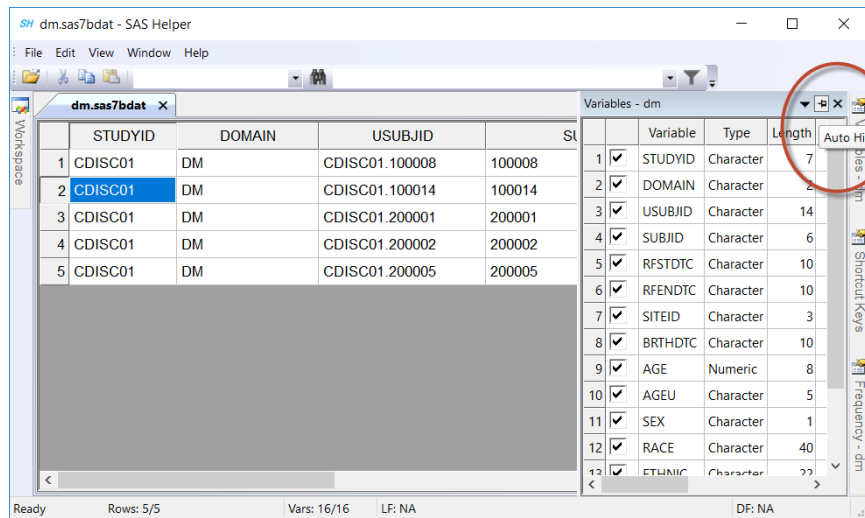 SH dm.sas7bdat - SAS Helper
File Edit View Window Help
Workspace
dm.sas7bdat
STUDYID DOMAIN USUBJID
1 CDISC01 DM CDISC01.100008 100008
2 CDISC01 DM CDISC01.100014 100014
3 CDISC01 DM CDISC01.200001 200001
4 CDISC01 DM CDISC01.200002 200002
5 CDISC01 DM CDISC01.200005 200005
Variables - dm
Variable Type Length
Auto Hi
1 STUDYID Character 7
2 DOMAIN Character 2
3 USUBJID Character 14
4 SUBJID Character 6
5 RFSTDTC Character 10
6 RFENDTC Character 10
7 SITEID Character 3
8 BRTHDTC Character 10
9 AGE Numeric 8
10 AGEU Character 5
11 SEX Character 1
12 RACE Character 40
13 ETHNIC Character 22
- dm
Shortcut Keys
Frequency - dm
Ready Rows: 5/5 Vars: 16/16 LF: NA DF: NA